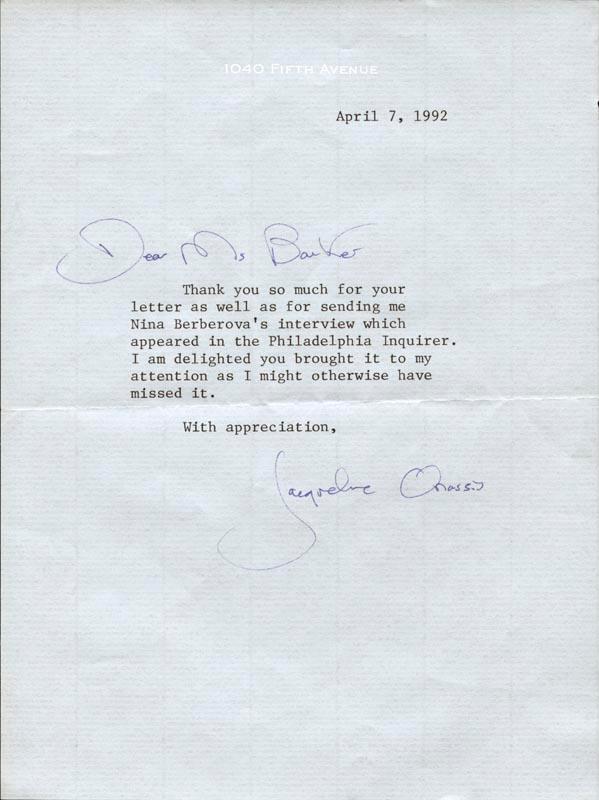 1040 Fifth Avenue
April 7, 1992
Dear Ms Barker
Thank you so much for your
letter as well as for sending me
Nina Berberova's interview which
appeared in the Philadelphia Inquirer.
I am delighted you brought it to my
attention as I might otherwise have
missed it.
With appreciation,
Jacqueline Onassis